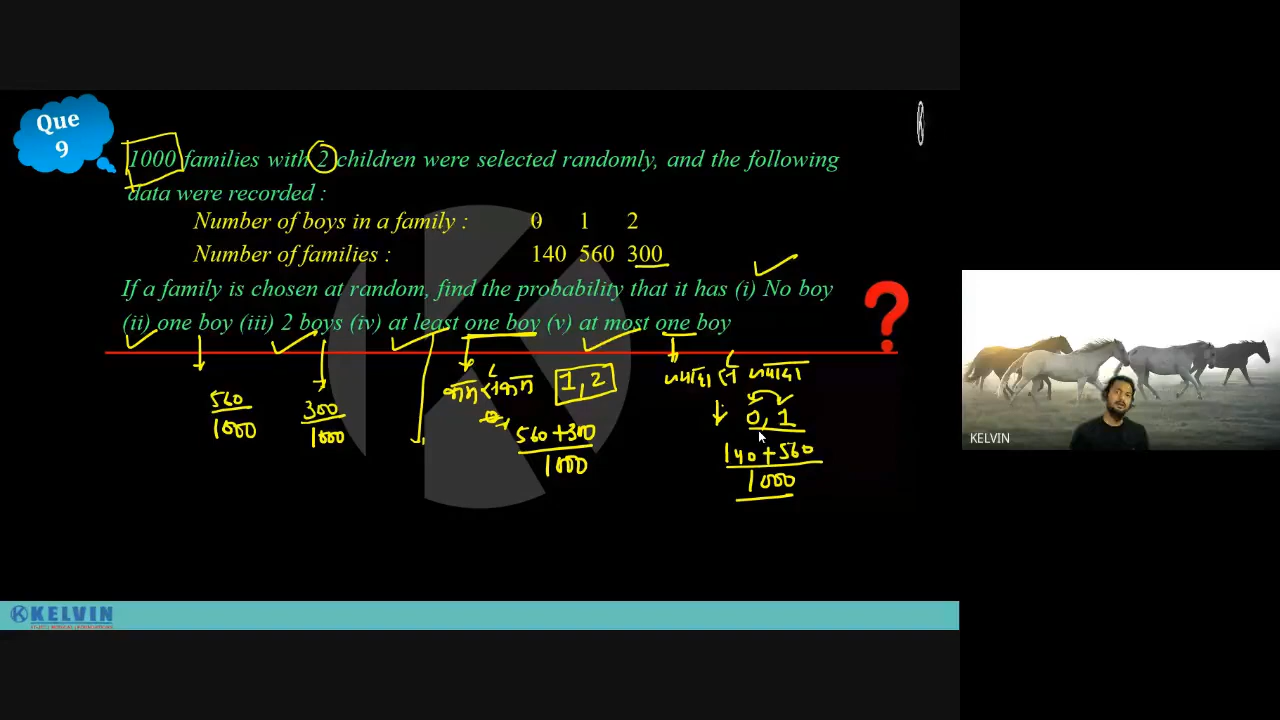 Que
9
1000 families with 2 children were selected randomly, and the following
data were recorded :
Number of boys in a family : 0 1 2
Number of families : 140 560 300
If a family is chosen at random, find the probability that it has (i) No boy
(ii) one boy (iii) 2 boys (iv) at least one boy (v) at most one boy
?
1, 2
0, 1
560/1000
300/1000
560+300/1000
140+560/1000
KELVIN
KELVIN